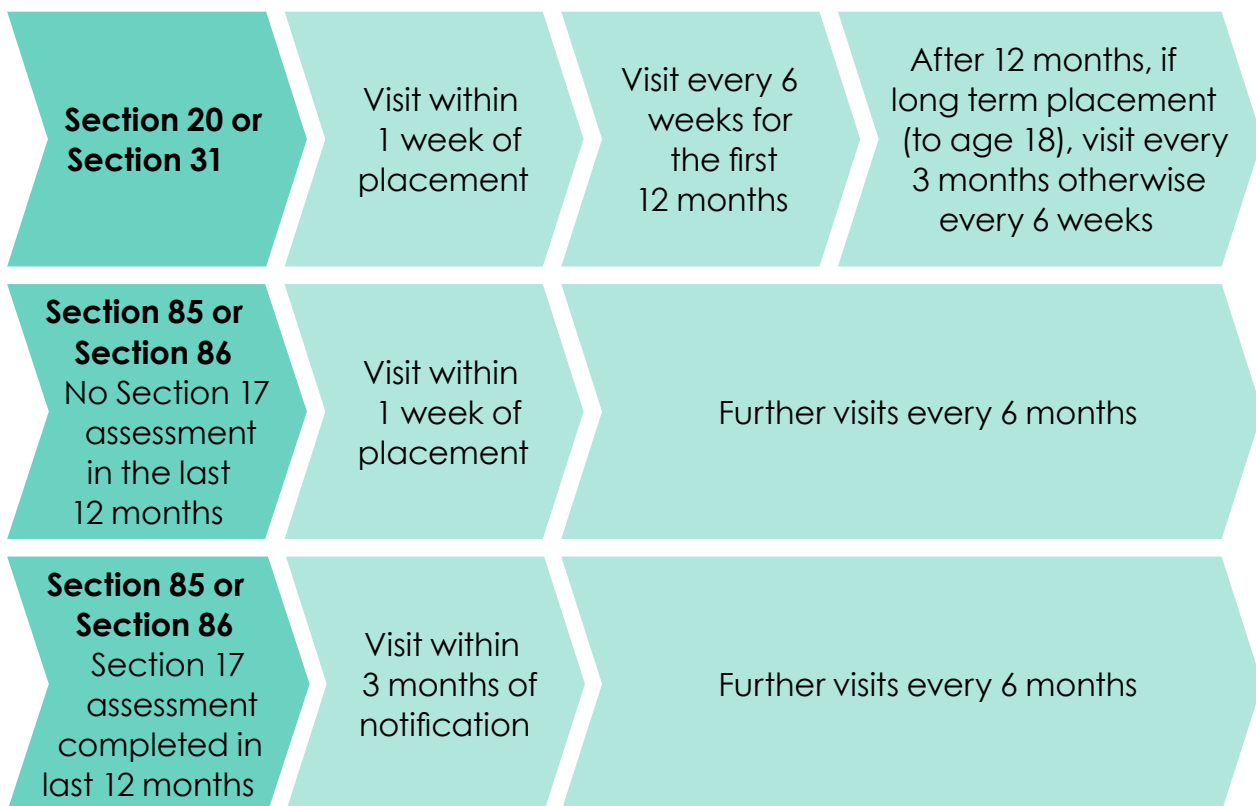 Section 20 or
Section 31
Visit within
1 week of
placement
Visit every 6
weeks for
the first
12 months
After 12 months, if
long term placement
(to age 18), visit every
3 months otherwise
every 6 weeks
Section 85 or
Section 86
No Section 17
assessment
in the last
12 months
Visit within
1 week of
placement
Further visits every 6 months
Section 85 or
Section 86
Section 17
assessment
completed in
last 12 months
Visit within
3 months of
notification
Further visits every 6 months